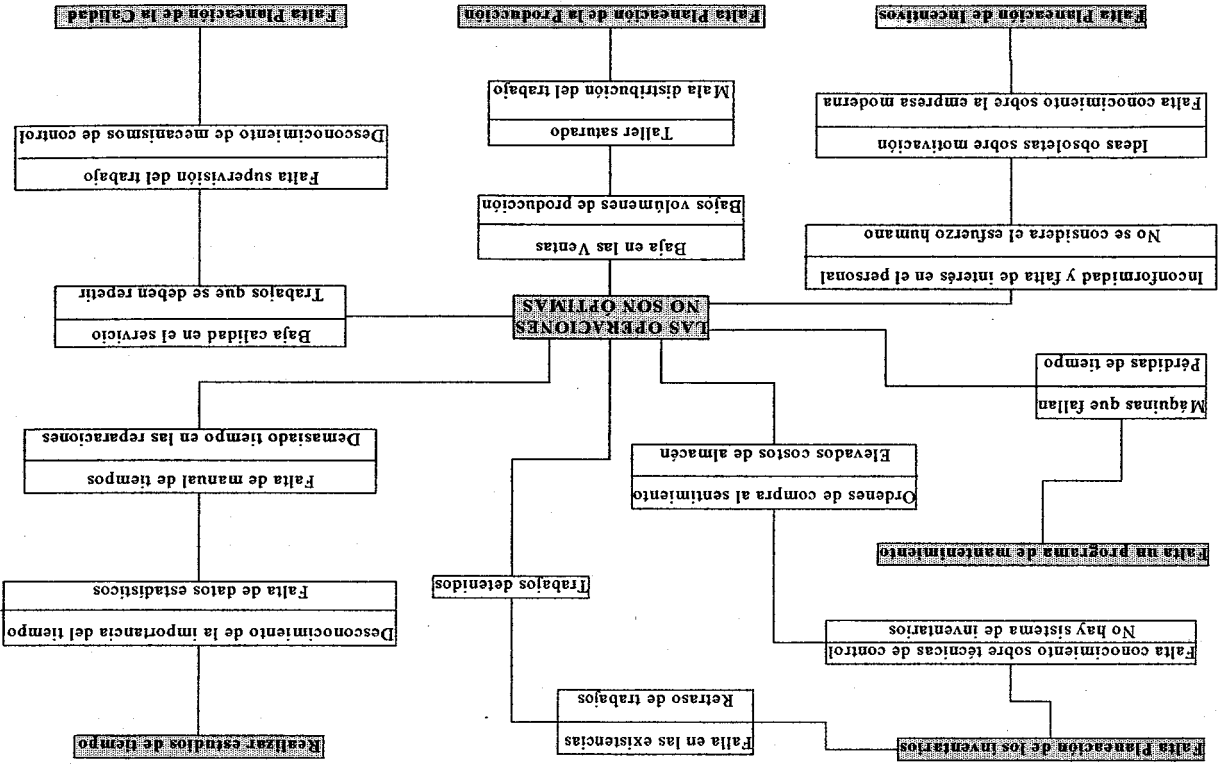 Falta Planeación de los inventarios
Falla en las existencias
Retraso de trabajos
Realizar estudios de tiempo
Falta conocimiento sobre técnicas de control
No hay sistema de inventarios
Desconocimiento de la importancia del tiempo
Falta de datos estadísticos
Trabajos detenidos
Falta un programa de mantenimiento
Ordenes de compra al sentimiento
Elevados costos de almacén
Falta de manual de tiempos
Demasiado tiempo en las reparaciones
Máquinas que fallan
Pérdidas de tiempo
LAS OPERACIONES
NO SON ÓPTIMAS
Baja calidad en el servicio
Trabajos que se deben repetir
Inconformidad y falta de interés en el personal
No se considera el esfuerzo humano
Baja en las Ventas
Bajos volúmenes de producción
Falta supervisión del trabajo
Desconocimiento de mecanismos de control
Ideas obsoletas sobre motivación
Falta conocimiento sobre la empresa moderna
Taller saturado
Mala distribución del trabajo
Falta Planeación de Incentivos
Falta Planeación de la Producción
Falta Planeación de la Calidad